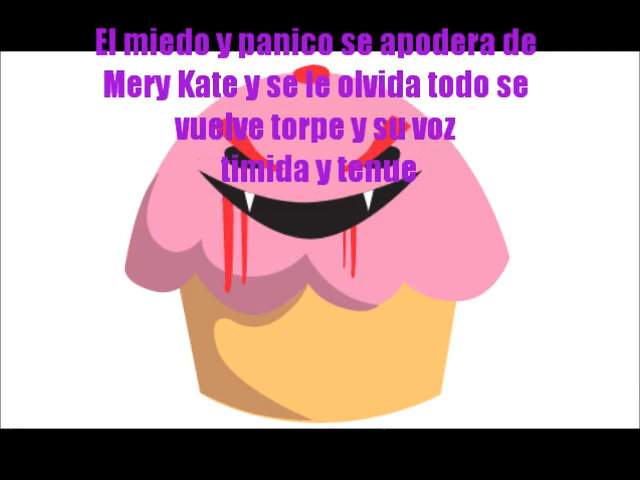 El miedo y panico se apodera de
Mery Kate y se le olvida todo se
vuelve torpe y su voz
timida y tenue